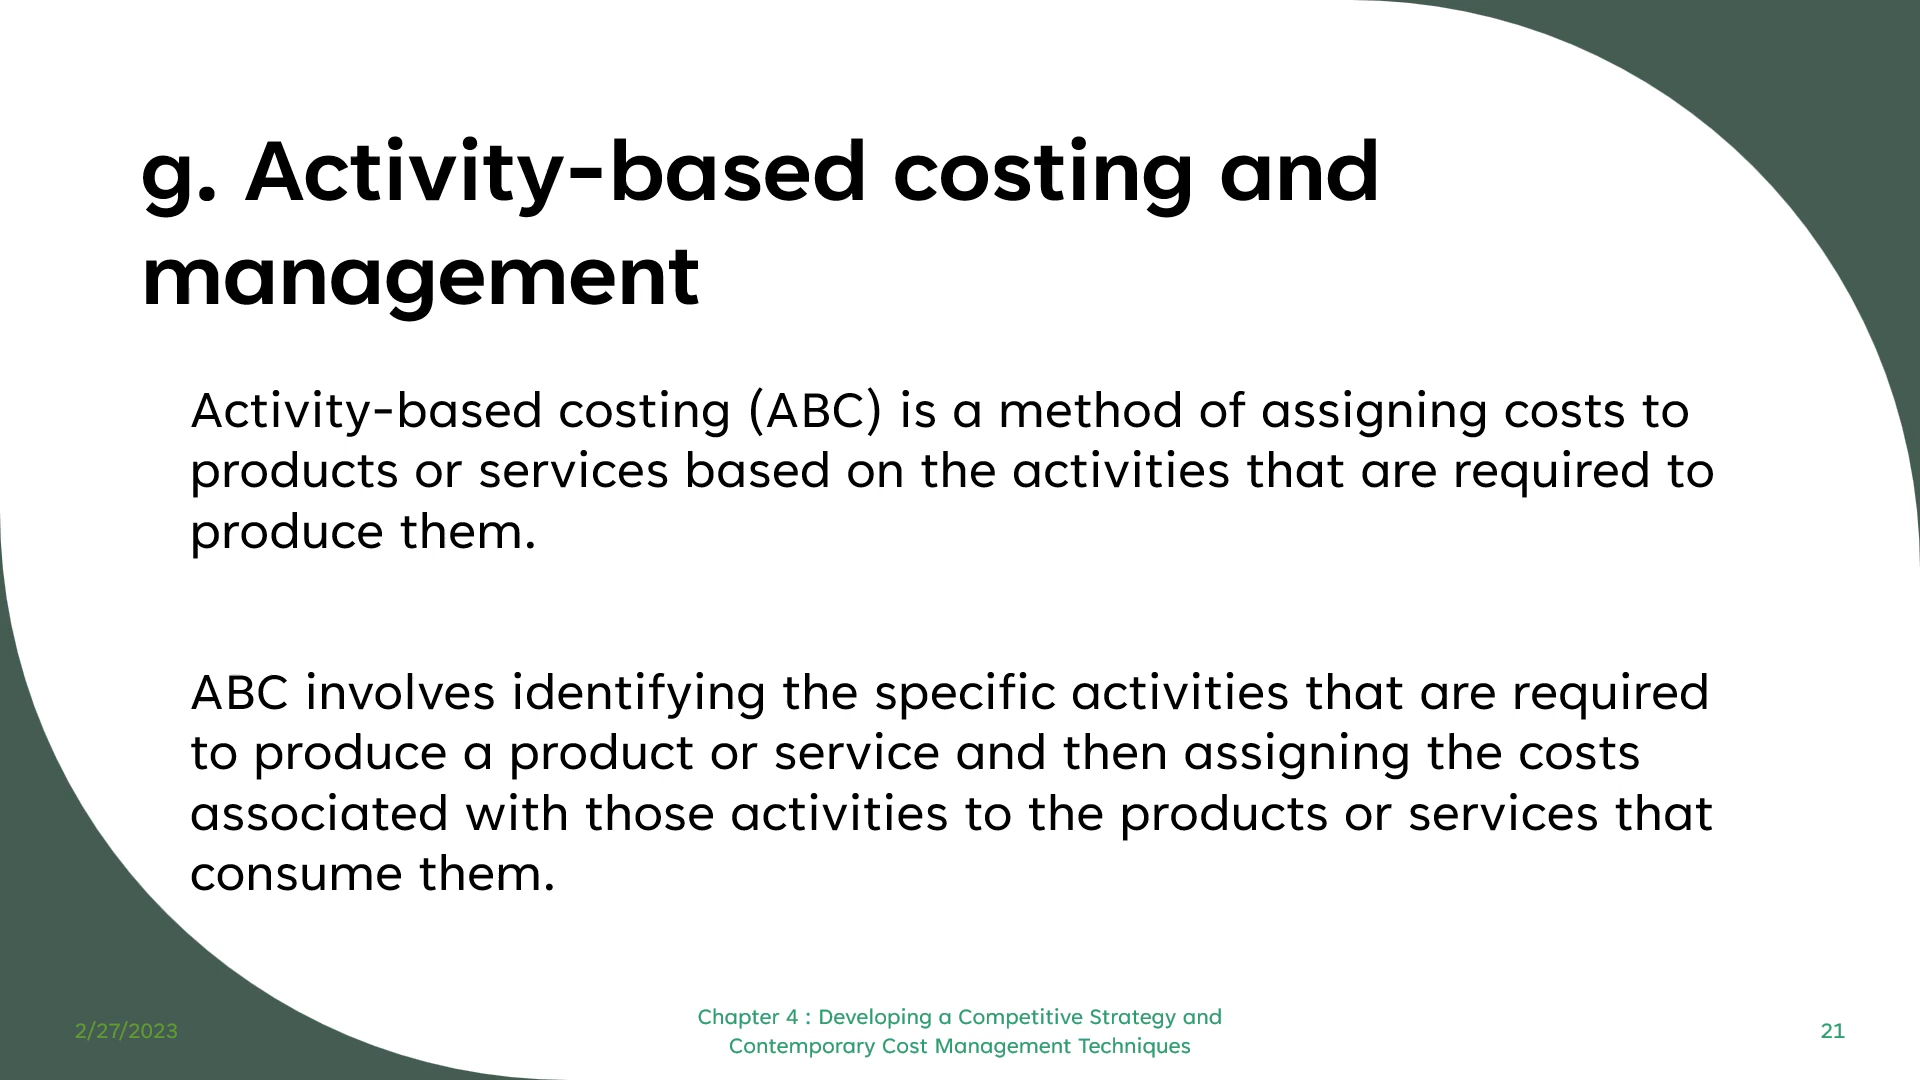 g. Activity-based costing and
management
Activity-based costing (ABC) is a method of assigning costs to
products or services based on the activities that are required to
produce them.
ABC involves identifying the specific activities that are required
to produce a product or service and then assigning the costs
associated with those activities to the products or services that
consume them.
2/27/2023
Chapter 4 : Developing a Competitive Strategy and
Contemporary Cost Management Techniques
21